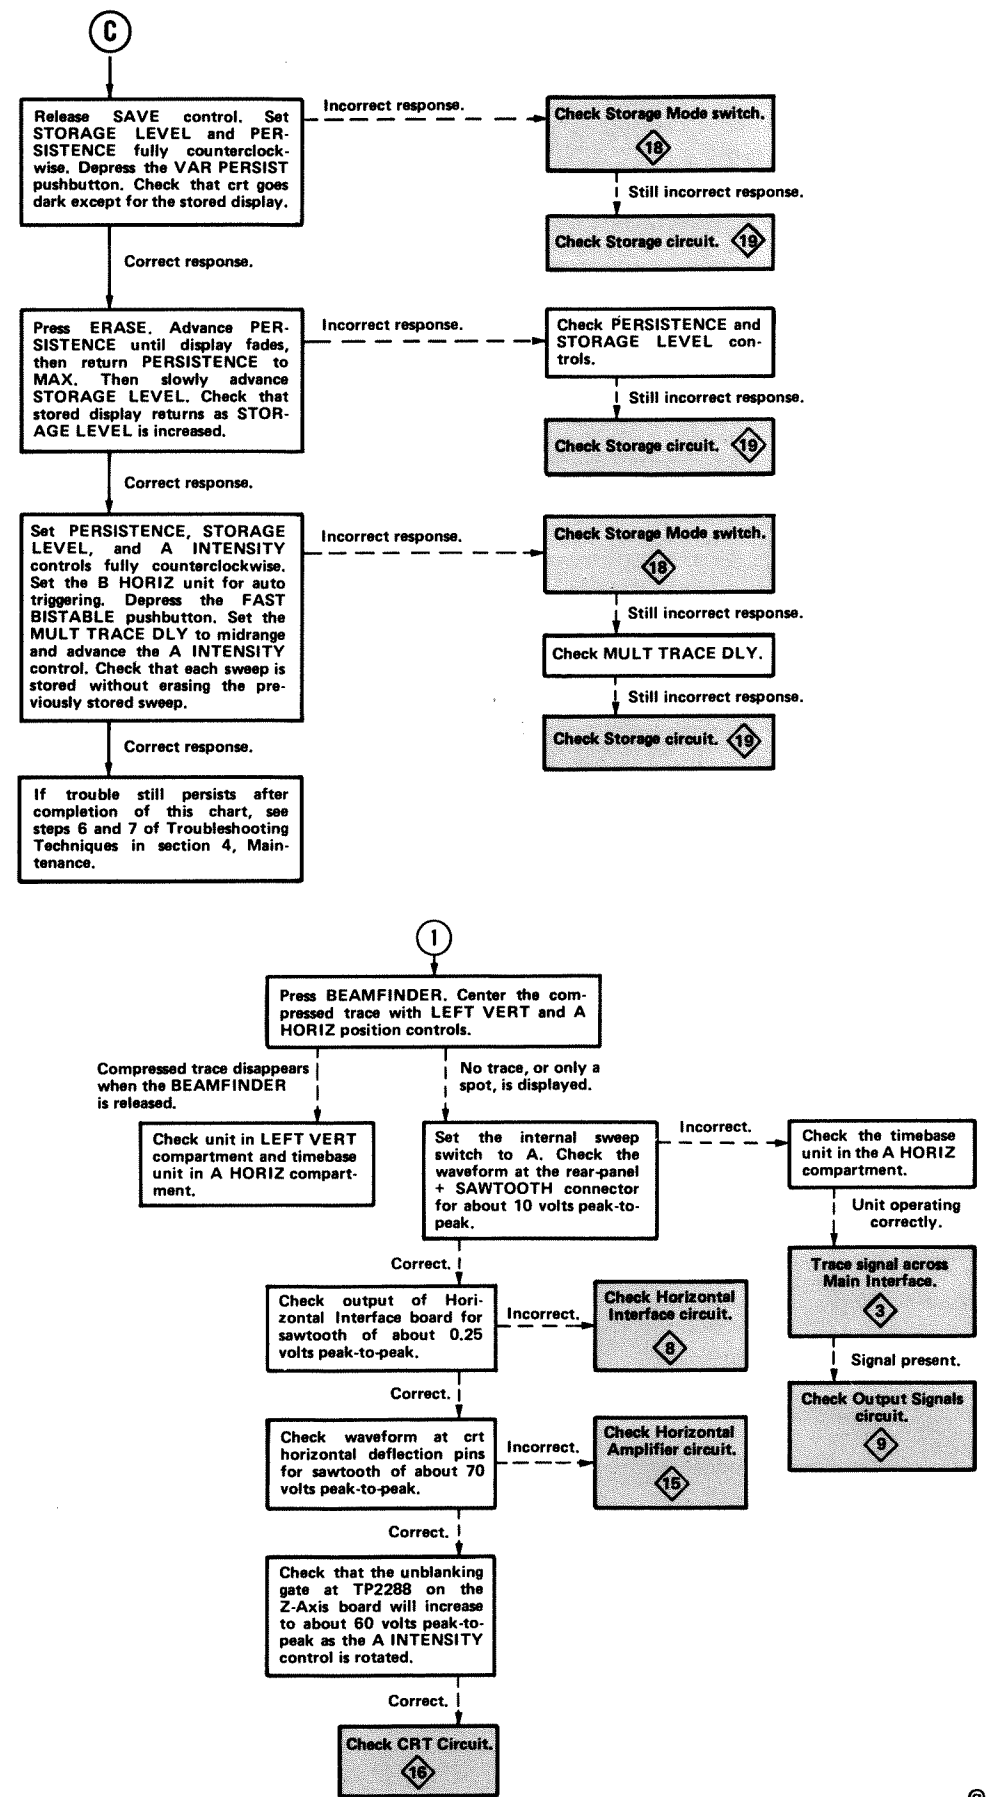 C
Release SAVE control. Set
STORAGE LEVEL and PER-
SISTENCE fully counterclock-
wise. Depress the VAR PERSIST
pushbutton. Check that crt goes
dark except for the stored display.
Incorrect response.
Check Storage Mode switch.
18
Still incorrect response.
Check Storage circuit. 19
Correct response.
Press ERASE. Advance PER-
SISTENCE until display fades,
then return PERSISTENCE to
MAX. Then slowly advance
STORAGE LEVEL. Check that
stored display returns as STOR-
AGE LEVEL is increased.
Incorrect response.
Check PERSISTENCE and
STORAGE LEVEL con-
trols.
Still incorrect response.
Check Storage circuit. 19
Correct response.
Set PERSISTENCE, STORAGE
LEVEL, and A INTENSITY
controls fully counterclockwise.
Set the B HORIZ unit for auto
triggering. Depress the FAST
BISTABLE pushbutton. Set the
MULT TRACE DLY to midrange
and advance the A INTENSITY
control. Check that each sweep is
stored without erasing the pre-
viously stored sweep.
Incorrect response.
Check Storage Mode switch.
18
Still incorrect response.
Check MULT TRACE DLY.
Still incorrect response.
Check Storage circuit. 19
Correct response.
If trouble still persists after
completion of this chart, see
steps 6 and 7 of Troubleshooting
Techniques in section 4, Main-
tenance.
1
Press BEAMFINDER. Center the com-
pressed trace with LEFT VERT and A
HORIZ position controls.
Compressed trace disappears
when the BEAMFINDER
is released.
No trace, or only a
spot, is displayed.
Check unit in LEFT VERT
compartment and timebase
unit in A HORIZ compart-
ment.
Set the internal sweep
switch to A. Check the
waveform at the rear-panel
+ SAWTOOTH connector
for about 10 volts peak-to-
peak.
Incorrect.
Check the timebase
unit in the A HORIZ
compartment.
Unit operating
correctly.
Trace signal across
Main Interface.
3
Signal present.
Check Output Signals
circuit.
9
Correct.
Check output of Hori-
zontal Interface board for
sawtooth of about 0.25
volts peak-to-peak.
Incorrect.
Check Horizontal
Interface circuit.
8
Correct.
Check waveform at crt
horizontal deflection pins
for sawtooth of about 70
volts peak-to-peak.
Incorrect.
Check Horizontal
Amplifier circuit.
15
Correct.
Check that the unblanking
gate at TP2288 on the
Z-Axis board will increase
to about 60 volts peak-to-
peak as the A INTENSITY
control is rotated.
Correct.
Check CRT Circuit.
16